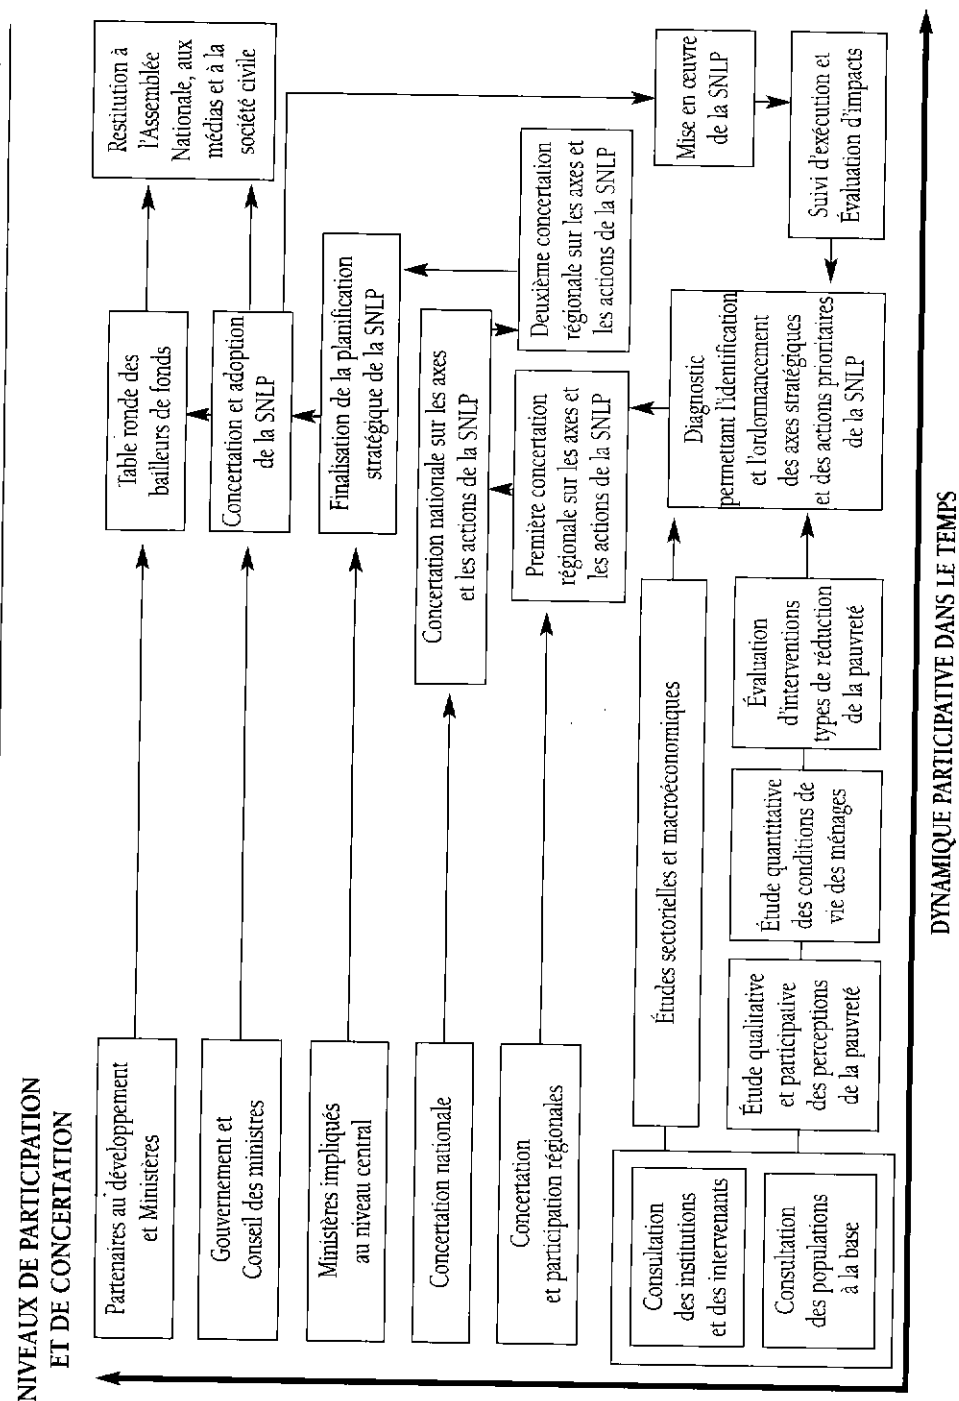 NIVEAUX DE PARTICIPATION
ET DE CONCERTATION
Partenaires au développement
et Ministères
Table ronde des
bailleurs de fonds
Restitution à
l'Assemblée
Nationale, aux
médias et à la
société civile
Gouvernement et
Conseil des ministres
Concertation et adoption
de la SNLP
Ministères impliqués
au niveau central
Finalisation de la planification
stratégique de la SNLP
Concertation nationale
Concertation nationale sur les axes
et les actions de la SNLP
Concertation
et participation régionales
Première concertation
régionale sur les axes et
les actions de la SNLP
Deuxième concertation
régionale sur les axes et
les actions de la SNLP
Consultation
des institutions
et des intervenants
Études sectorielles et macroéconomiques
Consultation
des populations
à la base
Étude qualitative
et participative
des perceptions
de la pauvreté
Étude quantitative
des conditions de
vie des ménages
Évaluation
d'interventions
types de réduction
de la pauvreté
Diagnostic
permettant l'identification
et l'ordonnancement
des axes stratégiques
et des actions prioritaires
de la SNLP
Mise en œuvre
de la SNLP
Suivi d'exécution et
Évaluation d'impacts
DYNAMIQUE PARTICIPATIVE DANS LE TEMPS